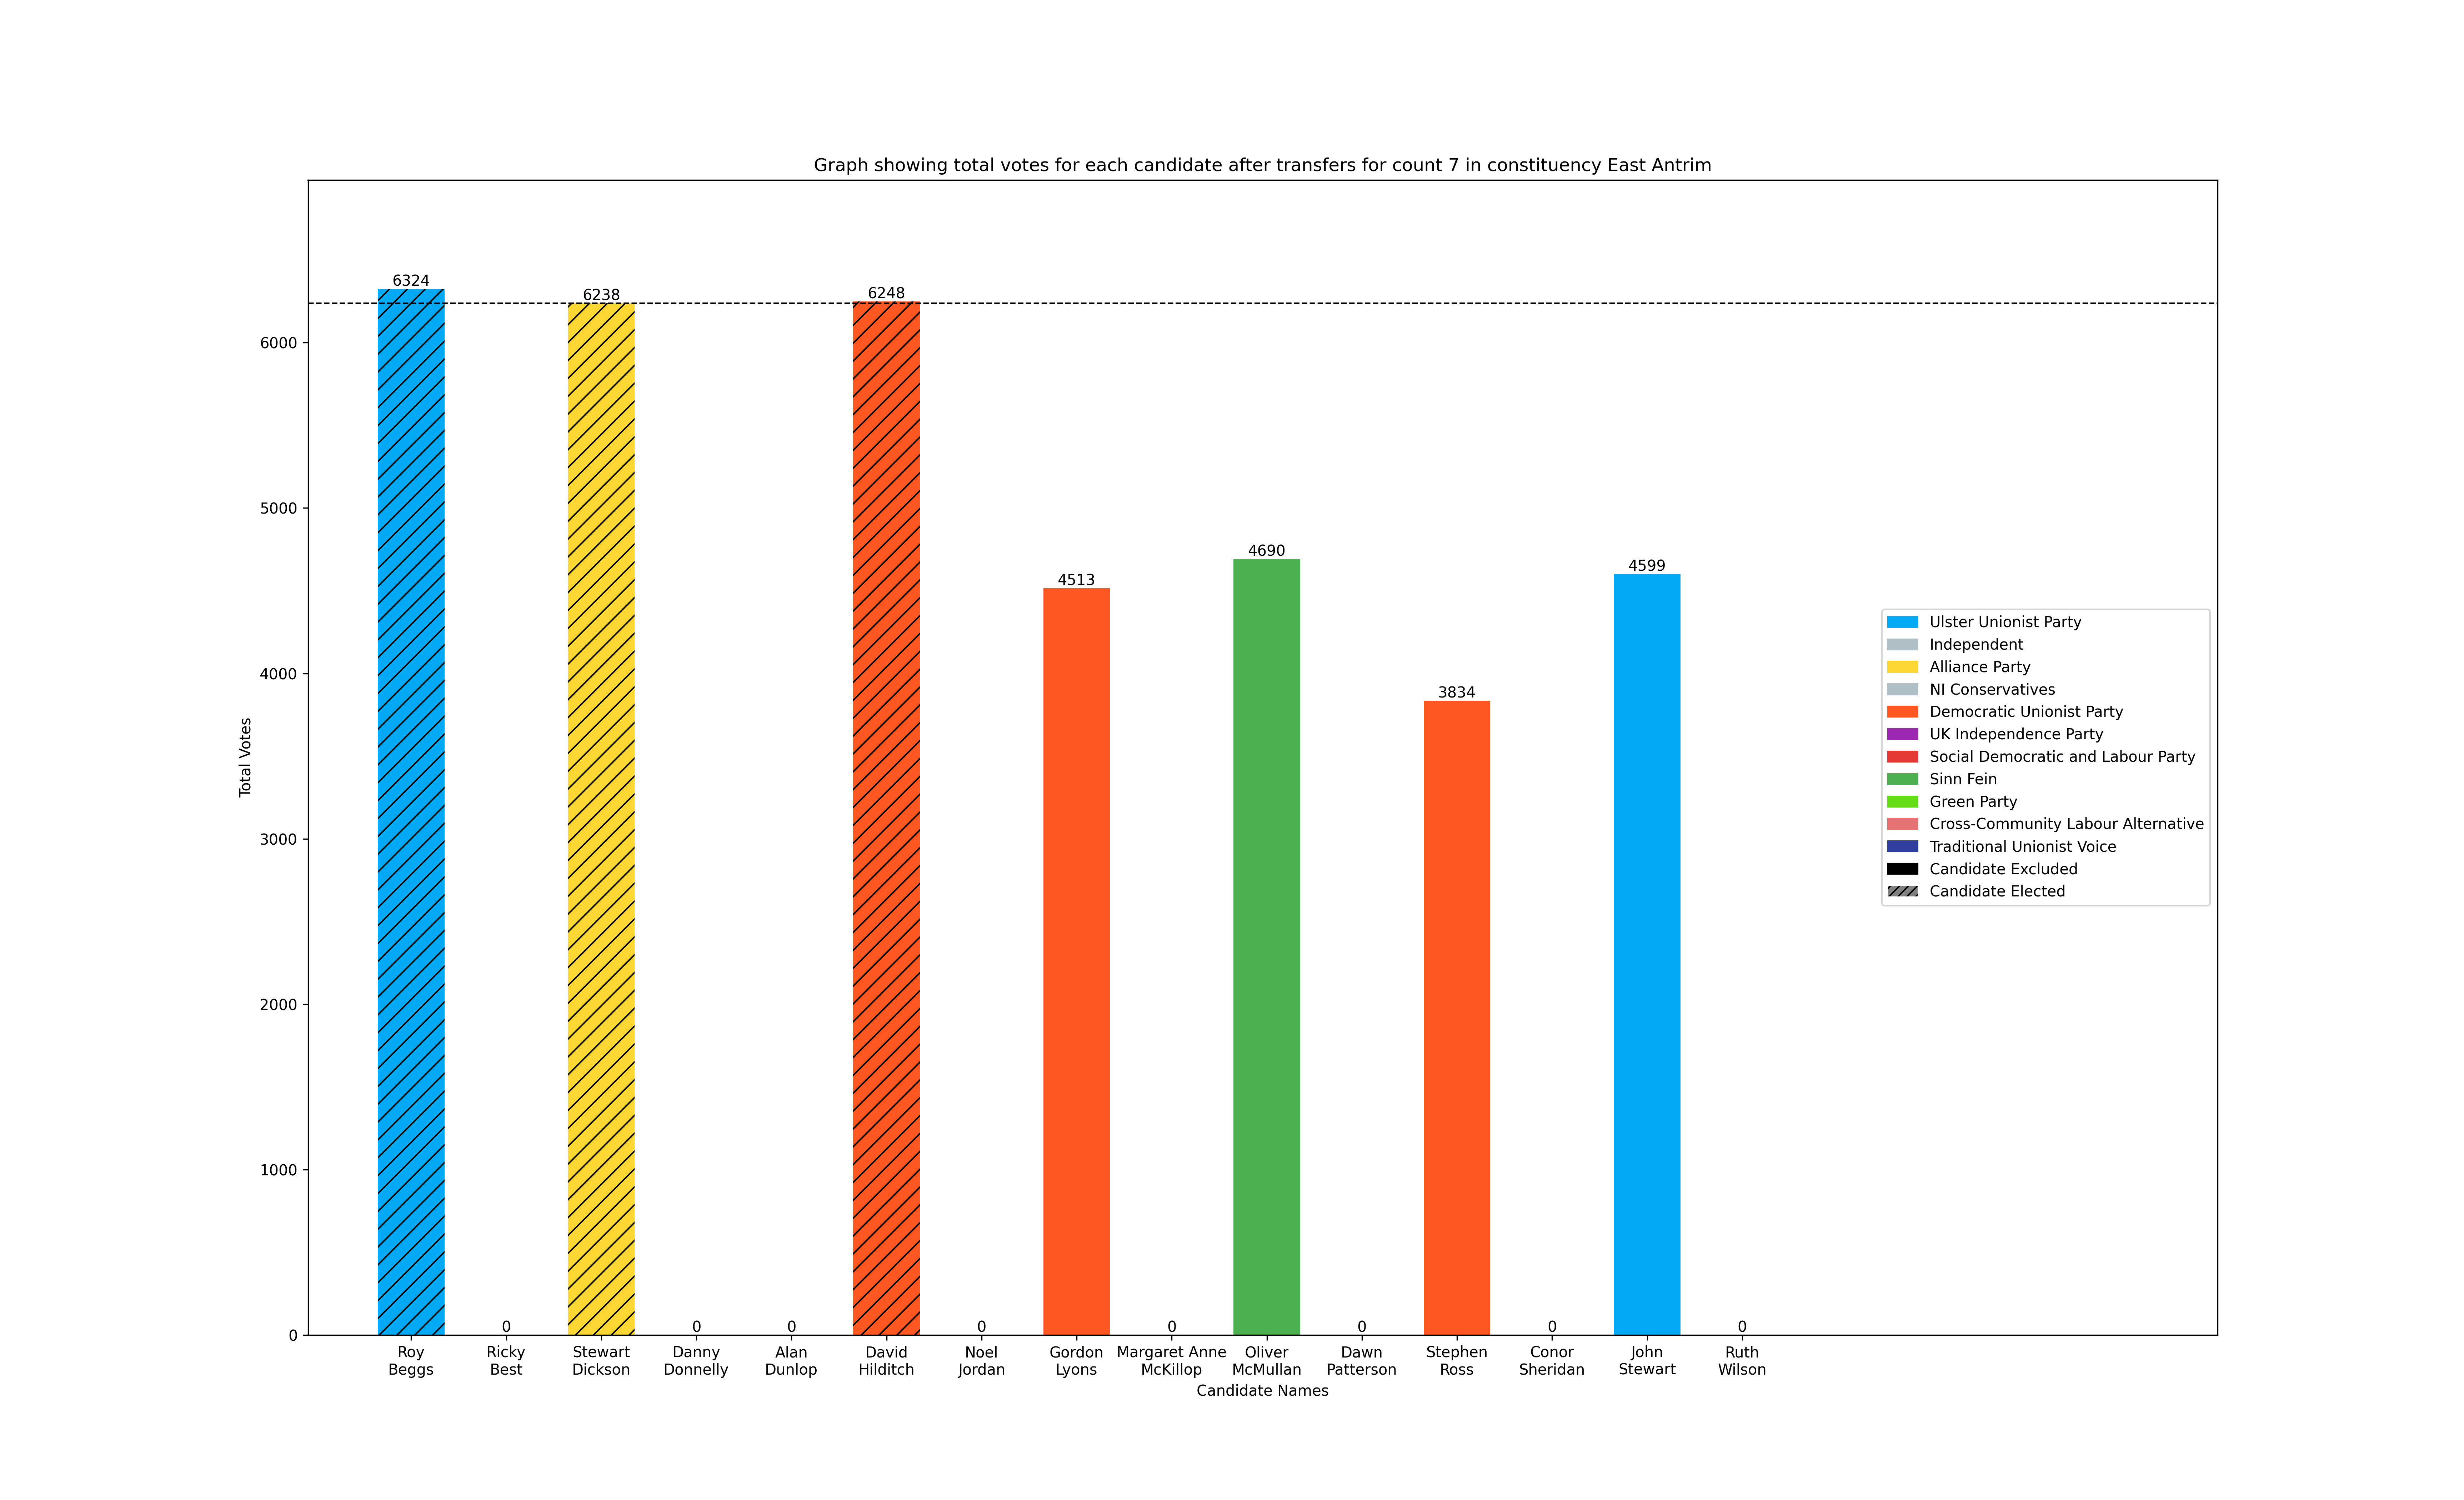 Graph showing total votes for each candidate after transfers for count 7 in constituency East Antrim
6324
6238
6248
4513
4690
3834
4599
0
0
0
0
0
0
0
0
6000
5000
4000
3000
2000
1000
0
Total Votes
Ulster Unionist Party
Independent
Alliance Party
NI Conservatives
Democratic Unionist Party
UK Independence Party
Social Democratic and Labour Party
Sinn Fein
Green Party
Cross-Community Labour Alternative
Traditional Unionist Voice
Candidate Excluded
Candidate Elected
Roy
Beggs
Ricky
Best
Stewart
Dickson
Danny
Donnelly
Alan
Dunlop
David
Hilditch
Noel
Jordan
Gordon
Lyons
Margaret Anne
McKillop
Oliver
McMullan
Dawn
Patterson
Stephen
Ross
Conor
Sheridan
John
Stewart
Ruth
Wilson
Candidate Names